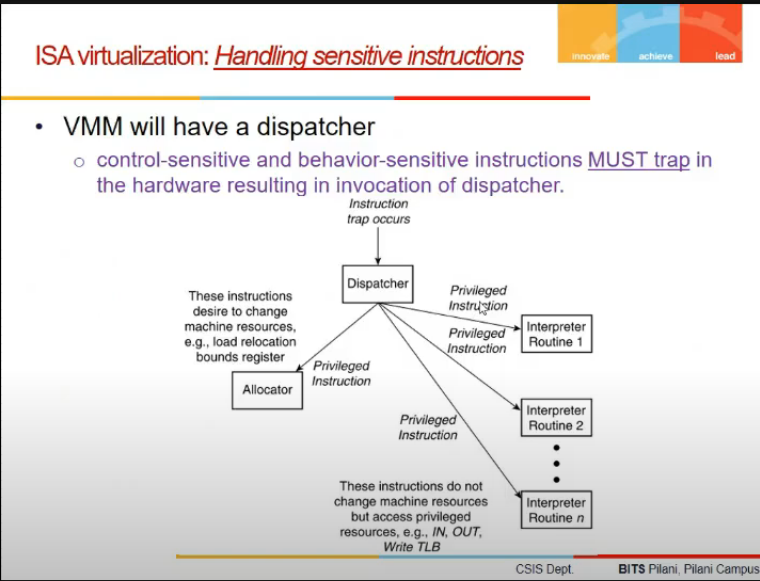 ISA virtualization: Handling sensitive instructions
innovate achieve lead
• VMM will have a dispatcher
o control-sensitive and behavior-sensitive instructions MUST trap in
the hardware resulting in invocation of dispatcher.
Instruction
trap occurs
Dispatcher
Privileged
Instruction
Interpreter
Routine 1
These instructions
desire to change
machine resources,
e.g., load relocation
bounds register
Privileged
Instruction
Privileged
Instruction
Allocator
Interpreter
Routine 2
Privileged
Instruction
These instructions do not
change machine resources
but access privileged
resources, e.g., IN, OUT,
Write TLB
Interpreter
Routine n
CSIS Dept. BITS Pilani, Pilani Campus